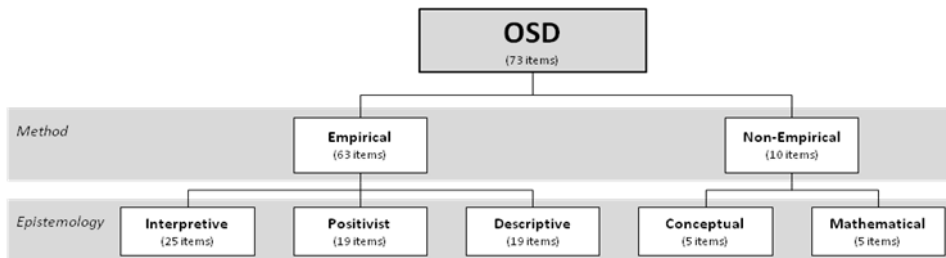 OSD
(73 items)
Method
Empirical
(63 items)
Non-Empirical
(10 items)
Epistemology
Interpretive
(25 items)
Positivist
(19 items)
Descriptive
(19 items)
Conceptual
(5 items)
Mathematical
(5 items)